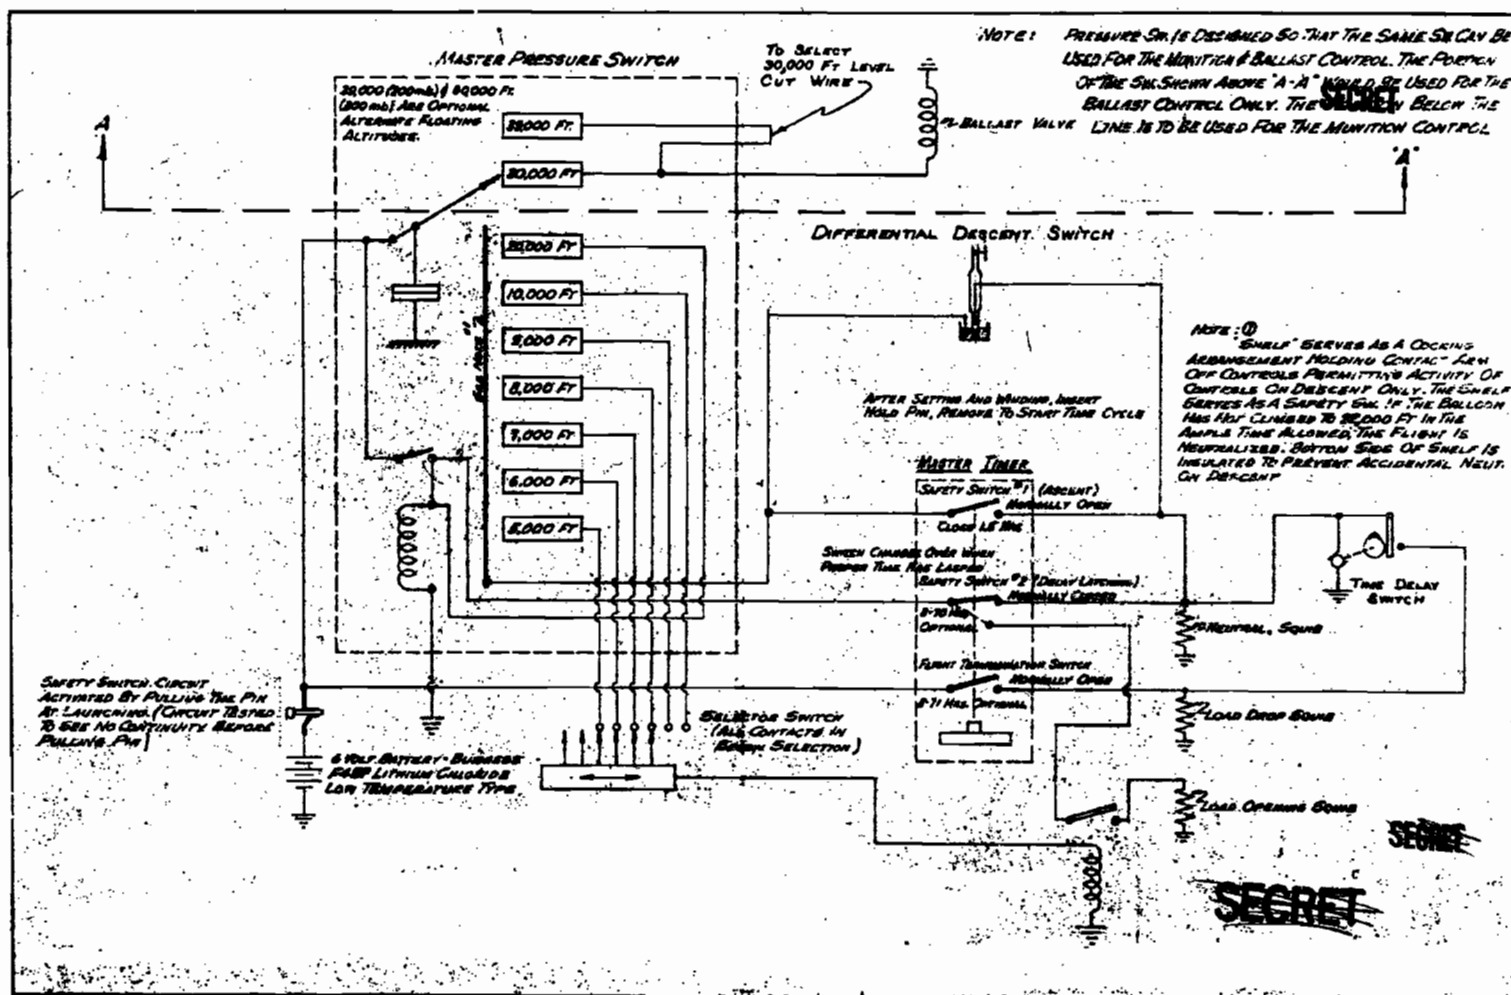 NOTE: PRESSURE SW. IS DESIGNED SO THAT THE SAME SW CAN BE
USED FOR THE MUNITION & BALLAST CONTROL. THE PORTION
OF THE SW. SHOWN ABOVE "A-A" WOULD BE USED FOR THE
BALLAST CONTROL ONLY. THE BELOW THE
LINE IS TO BE USED FOR THE MUNITION CONTROL
SECRET
MASTER PRESSURE SWITCH
TO SELECT
30,000 FT LEVEL
CUT WIRE
(200 mb) ARE OPTIONAL
ALTERNATE FLOATING
ALTITUDES.
A
"A"
FT.
FT
BALLAST VALVE
DIFFERENTIAL DESCENT SWITCH
FT
10,000 FT
9,000 FT
8,000 FT
7,000 FT
6,000 FT
5,000 FT
NOTE: ①
"SHELF" SERVES AS A COCKING
ARRANGEMENT HOLDING CONTACT ARM
OFF CONTROLS PERMITTING ACTIVITY OF
CONTROLS ON DESCENT ONLY. THE SHELF
SERVES AS A SAFETY SW. IF THE BALLOON
HAS NOT CLIMBED TO FT IN THE
AMPLE TIME ALLOWED, THE FLIGHT IS
NEUTRALIZED. BOTTOM SIDE OF SHELF IS
INSULATED TO PREVENT ACCIDENTAL NEUT.
ON DESCENT
AFTER SETTING AND WINDING, INSERT
HOLD PIN, REMOVE TO START TIME CYCLE
MASTER TIMER
SAFETY SWITCH #1 (ASCENT)
NORMALLY OPEN
CLOSE 1.5 HRS
SWITCH CHANGES OVER WHEN
PROPER TIME HAS LAPSED
SAFETY SWITCH #2 (DELAY LATCHING)
NORMALLY CLOSED
OPTIONAL
TIME DELAY
SWITCH
NEUTRAL. SQUIB
FLIGHT TERMINATION SWITCH
NORMALLY OPEN
HRS. OPTIONAL
LOAD DROP SQUIB
SAFETY SWITCH. CIRCUIT
ACTIVATED BY PULLING THE PIN
AT LAUNCHING. (CIRCUIT TESTED
TO SEE NO CONTINUITY BEFORE
PULLING PIN)
SELECTOR SWITCH
(ALL CONTACTS IN
SELECTION)
6 VOLT BATTERY - BURGESS
LITHIUM CHLORIDE
LOW TEMPERATURE TYPE
LOAD OPENING SQUIB
SECRET
SECRET